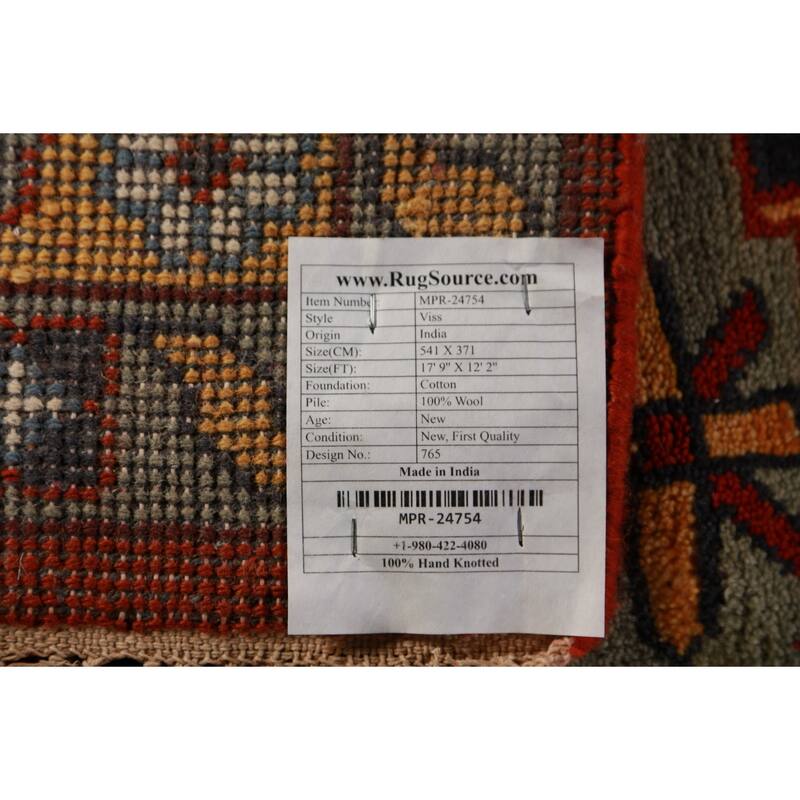 www.RugSource.com
Item Number: MPR-24754
Style Viss
Origin India
Size(CM): 541 X 371
Size(FT): 17' 9" X 12' 2"
Foundation: Cotton
Pile: 100% Wool
Age: New
Condition: New, First Quality
Design No.: 765
Made in India
MPR-24754
+1-980-422-4080
100% Hand Knotted